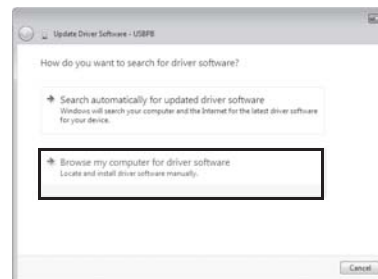 Update Driver Software - USBPB
How do you want to search for driver software?
Search automatically for updated driver software
Windows will search your computer and the Internet for the latest driver software
for your device.
Browse my computer for driver software
Locate and install driver software manually.
Cancel